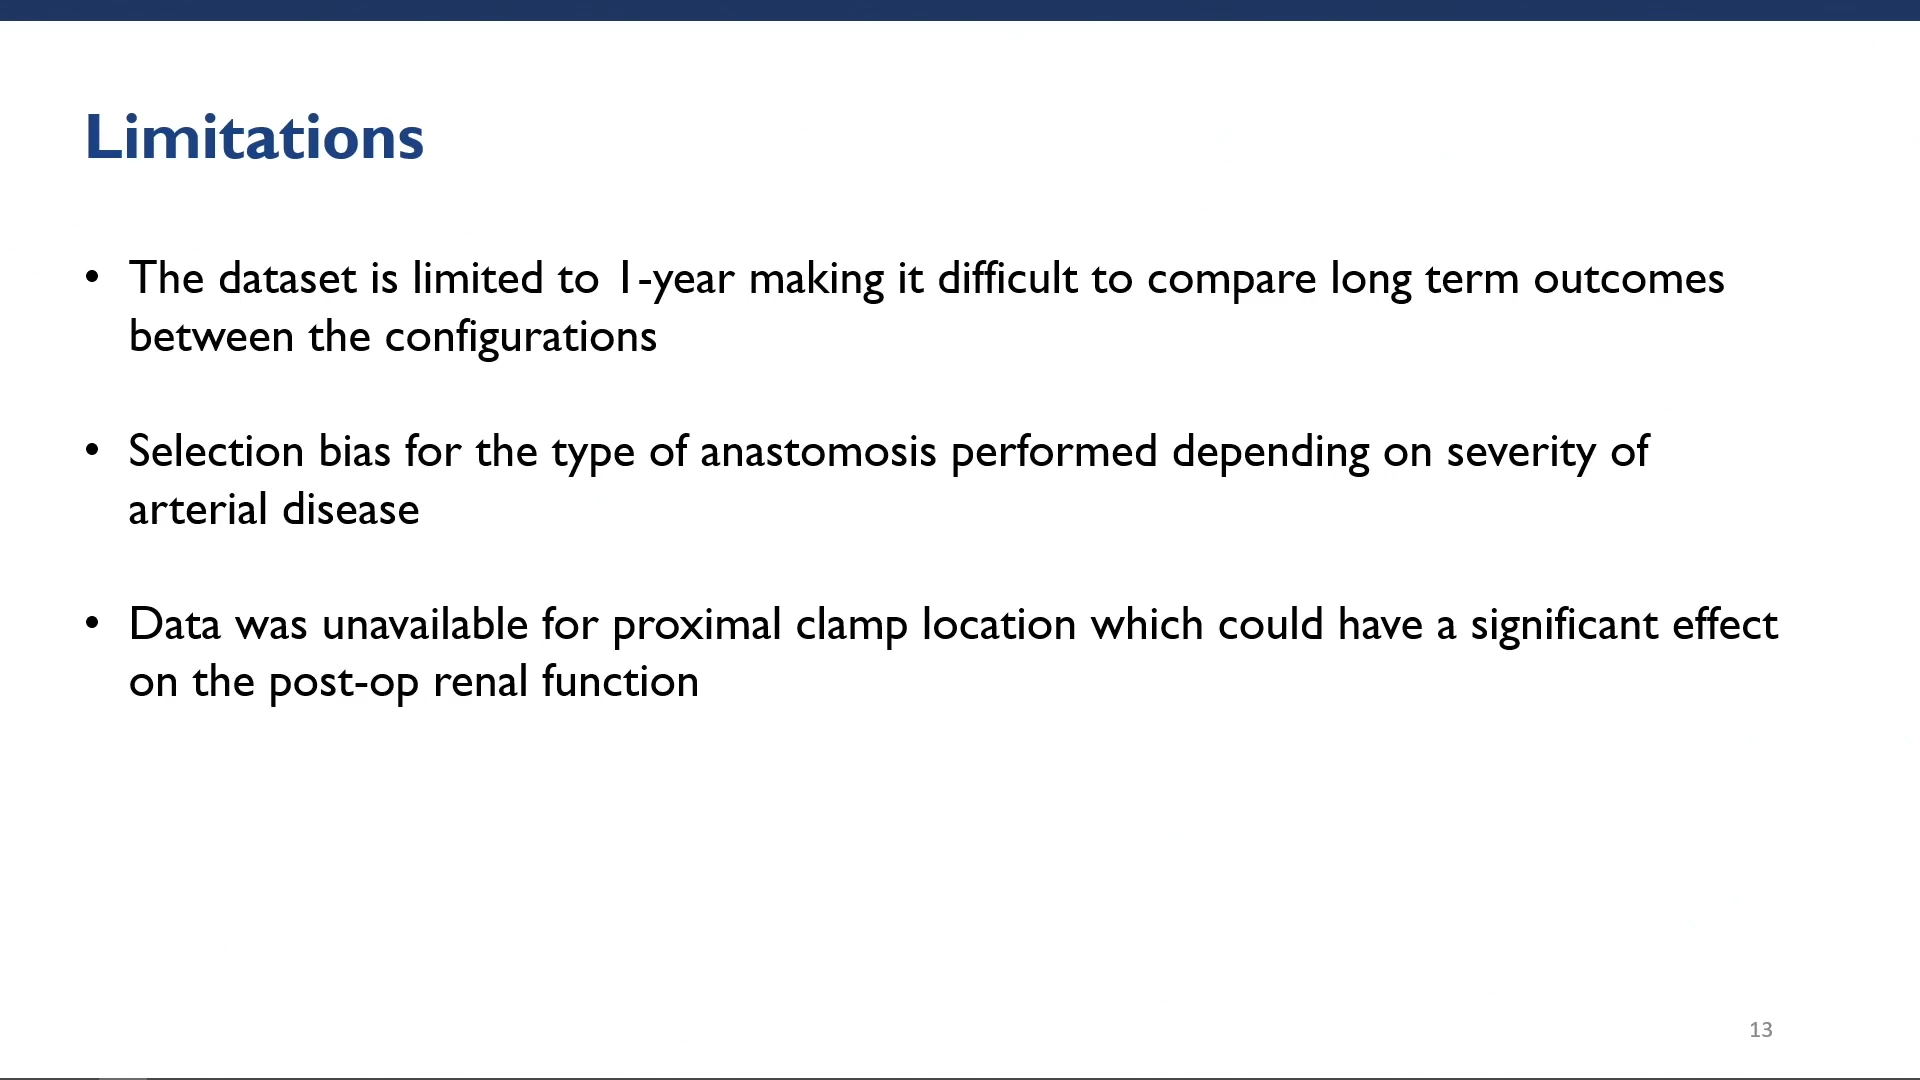 Limitations
• The dataset is limited to 1-year making it difficult to compare long term outcomes
between the configurations
• Selection bias for the type of anastomosis performed depending on severity of
arterial disease
• Data was unavailable for proximal clamp location which could have a significant effect
on the post-op renal function
13